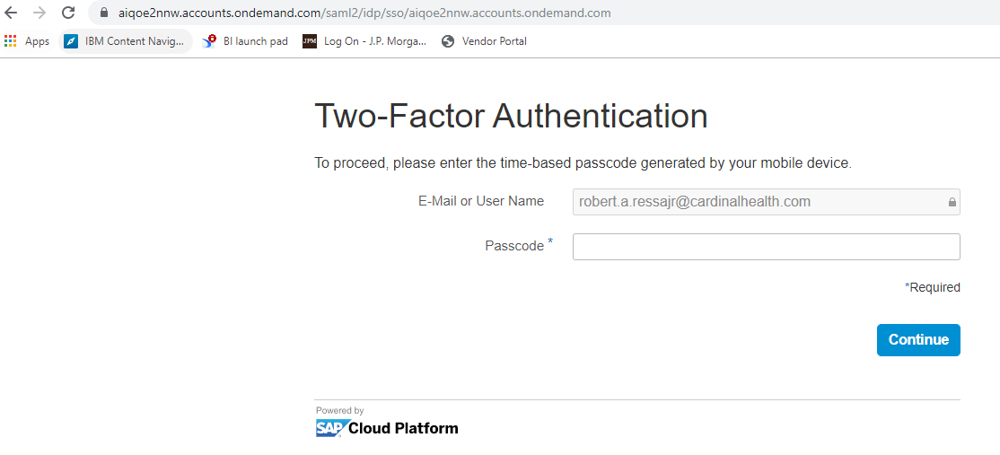 aiqoe2nnw.accounts.ondemand.com/saml2/idp/sso/aiqoe2nnw.accounts.ondemand.com
Apps IBM Content Navig... BI launch pad JPM Log On - J.P. Morga... Vendor Portal
Two-Factor Authentication
To proceed, please enter the time-based passcode generated by your mobile device.
E-Mail or User Name robert.a.ressajr@cardinalhealth.com
Passcode *
*Required
Continue
Powered by
SAP Cloud Platform